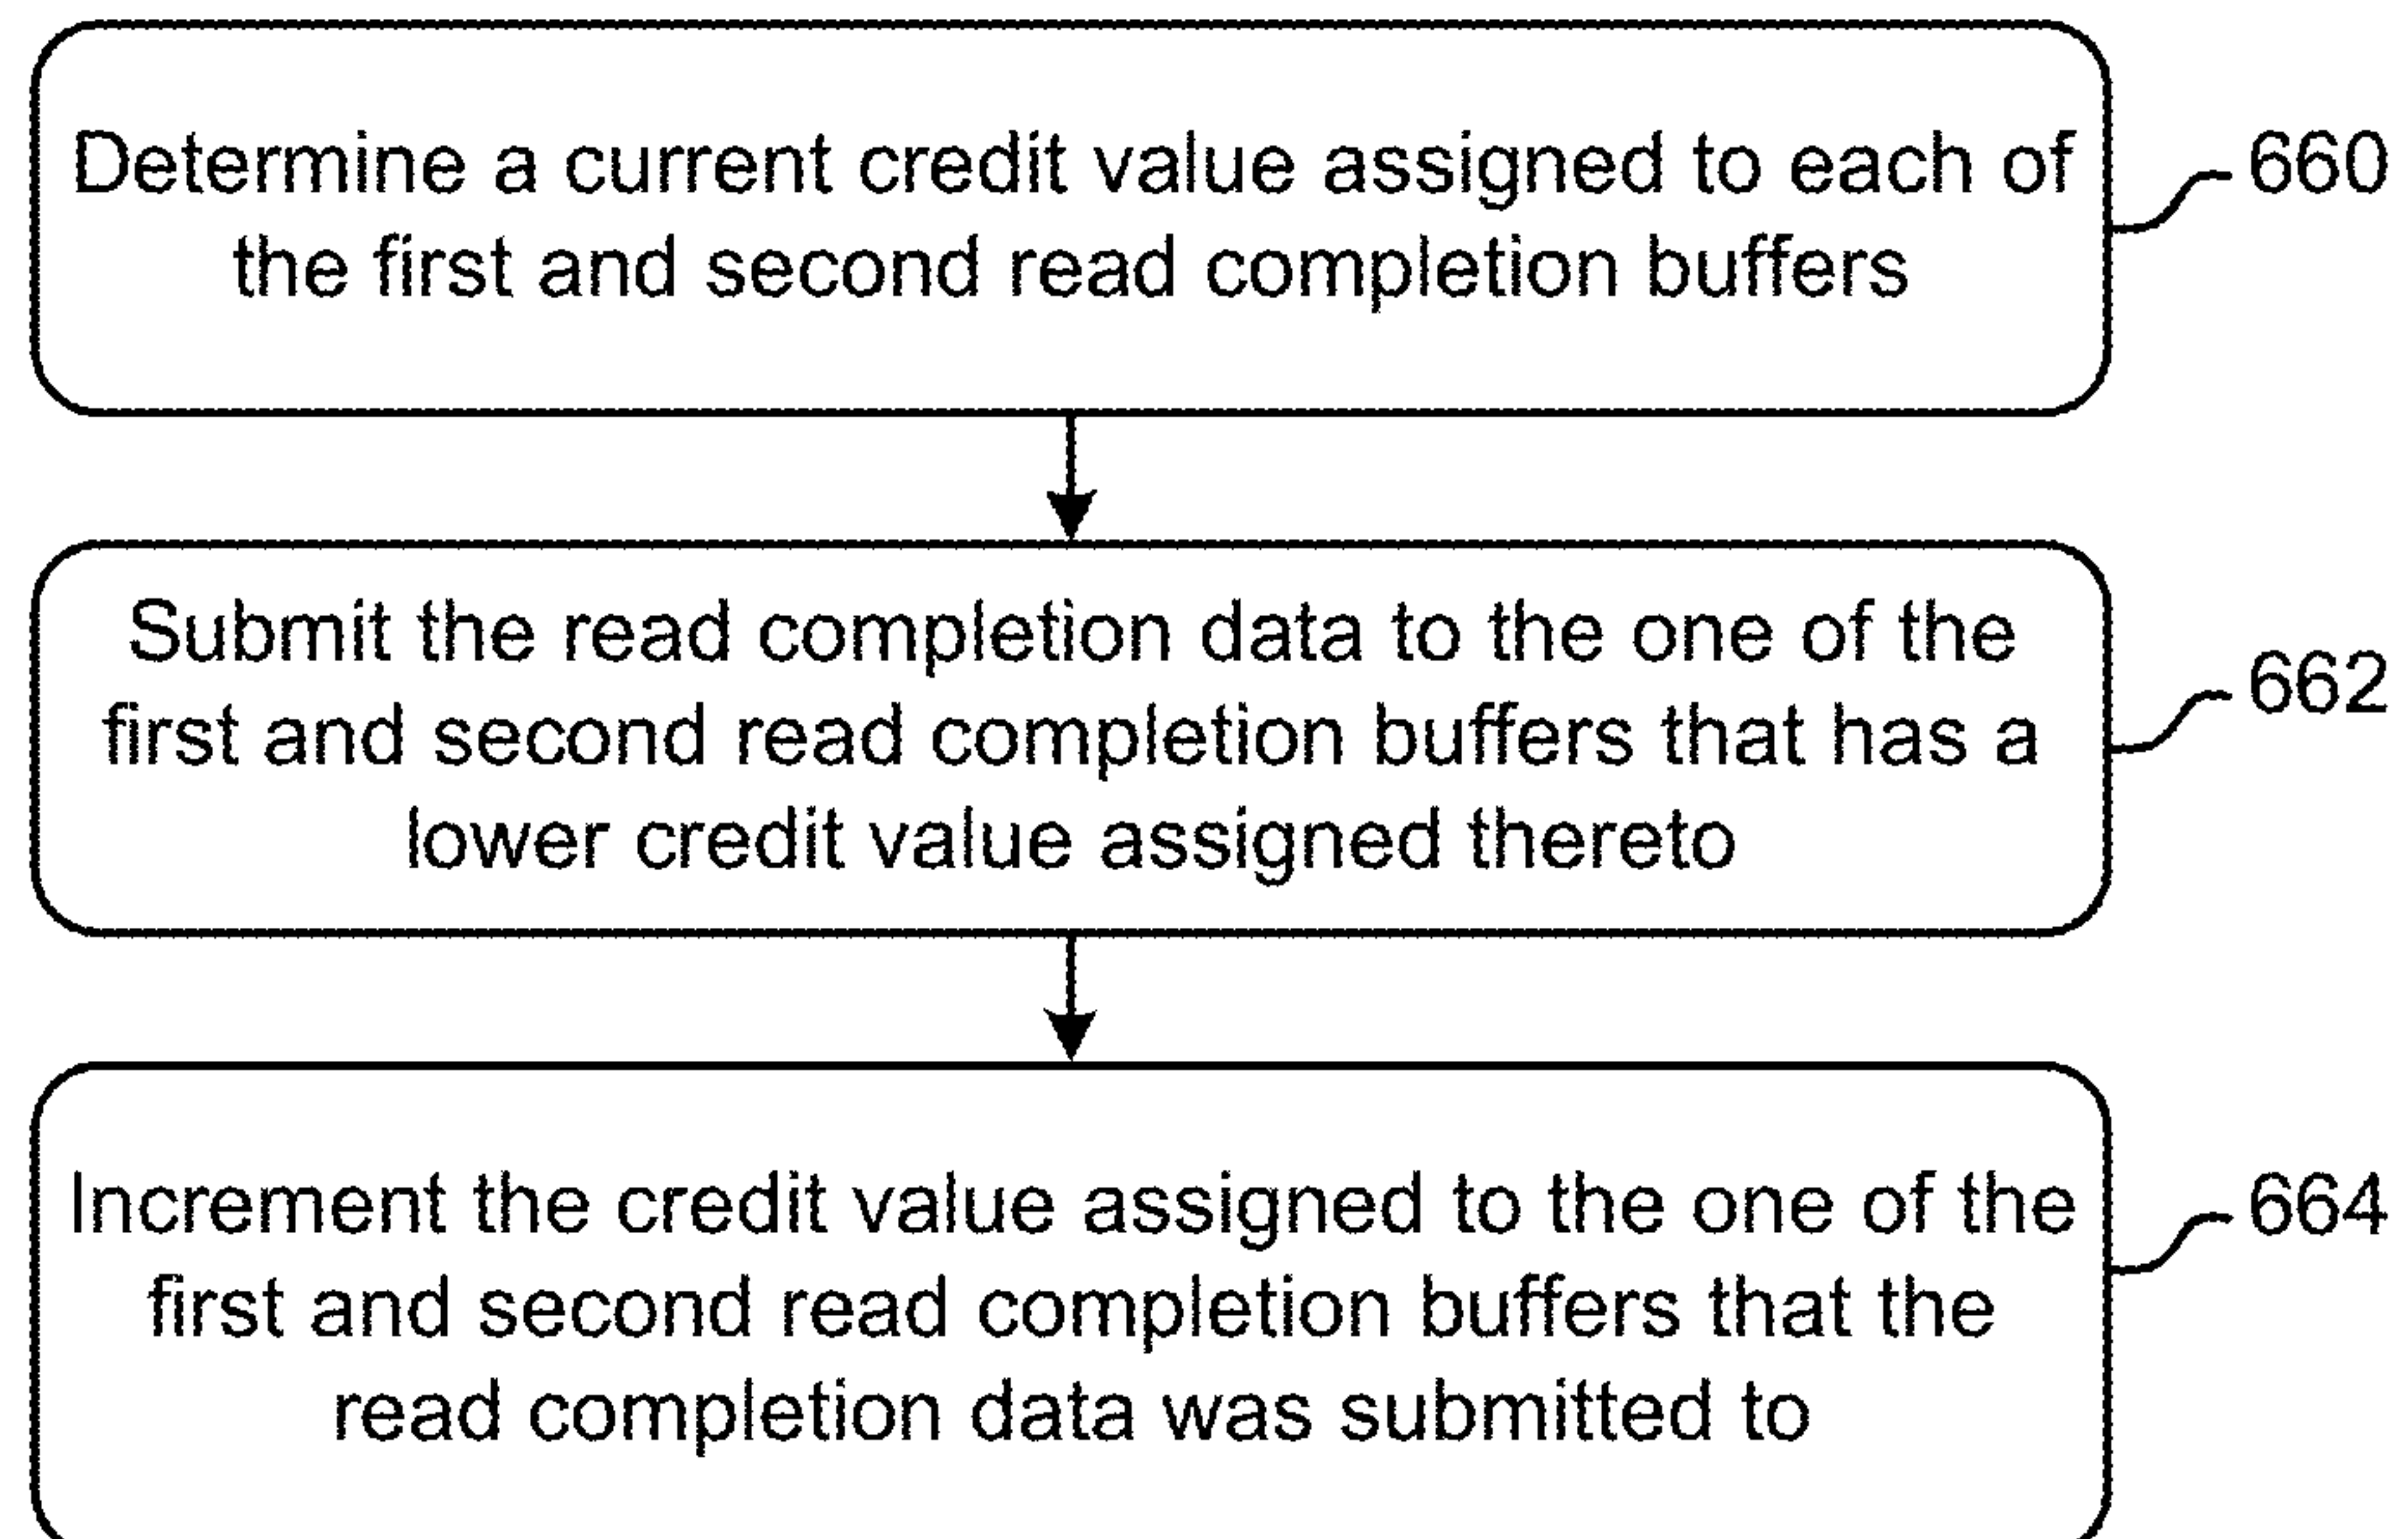 Determine a current credit value assigned to each of
the first and second read completion buffers
660
Submit the read completion data to the one of the
first and second read completion buffers that has a
lower credit value assigned thereto
662
Increment the credit value assigned to the one of the
first and second read completion buffers that the
read completion data was submitted to
664